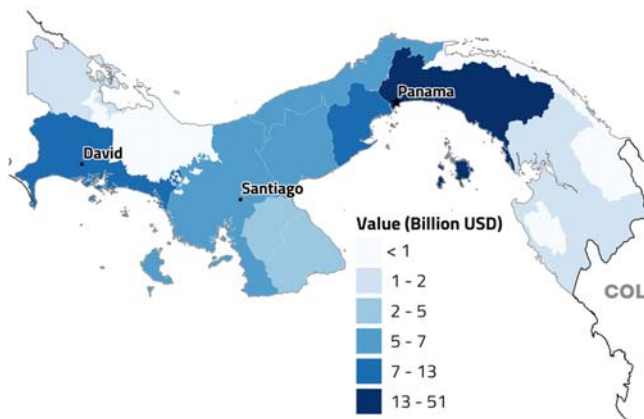 Panama
David
Santiago
Value (Billion USD)
< 1
1 - 2
2 - 5
5 - 7
7 - 13
13 - 51
COL